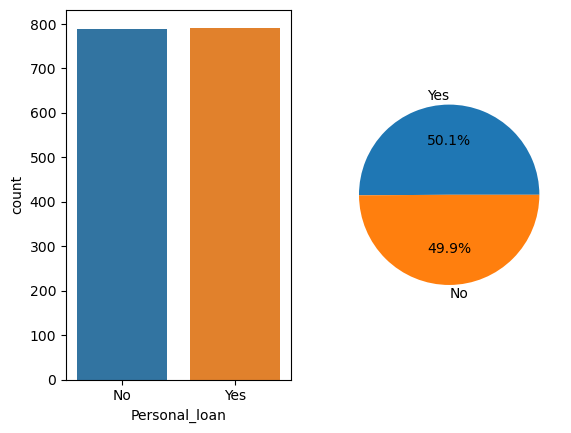 800
700
600
500
400
300
200
100
0
count
No Yes
Personal_loan
Yes
50.1%
49.9%
No